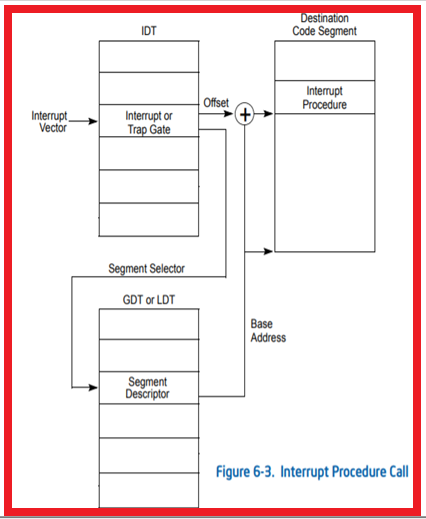 IDT
Destination
Code Segment
Interrupt
Vector
Interrupt or
Trap Gate
Offset
+
Interrupt
Procedure
Segment Selector
GDT or LDT
Segment
Descriptor
Base
Address
Figure 6-3. Interrupt Procedure Call